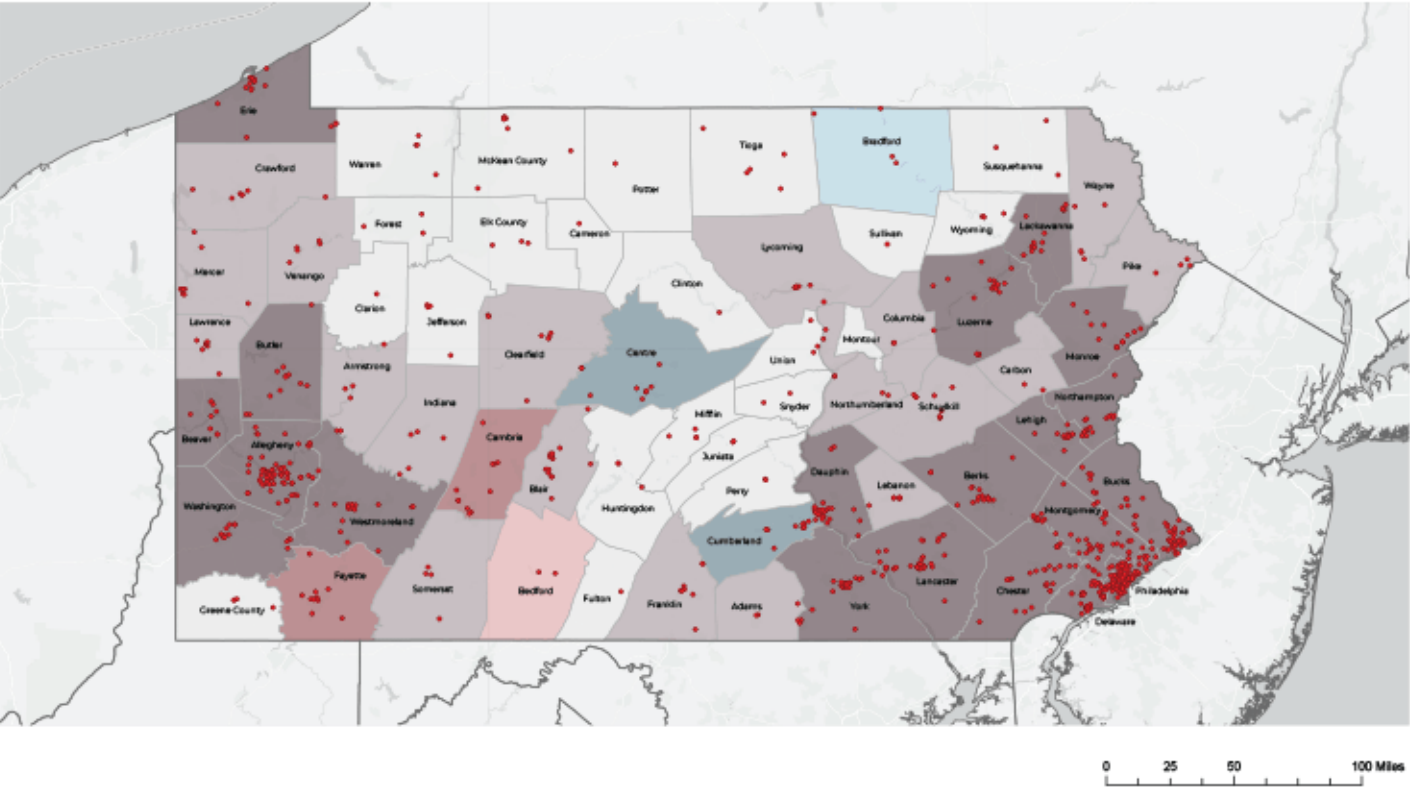 Erie
Warren
McKean County
Potter
Tioga
Bradford
Susquehanna
Crawford
Wayne
Forest
Elk County
Cameron
Sullivan
Wyoming
Lackawanna
Mercer
Venango
Lycoming
Pike
Clarion
Jefferson
Clinton
Columbia
Luzerne
Lawrence
Butler
Clearfield
Centre
Union
Montour
Monroe
Armstrong
Carbon
Indiana
Mifflin
Snyder
Northumberland
Schuylkill
Northampton
Beaver
Allegheny
Cambria
Juniata
Lehigh
Dauphin
Blair
Perry
Lebanon
Berks
Bucks
Washington
Westmoreland
Huntingdon
Montgomery
Cumberland
Fayette
Somerset
Bedford
Fulton
Franklin
Adams
York
Lancaster
Chester
Philadelphia
Greene County
Delaware
0 25 50 100 Miles